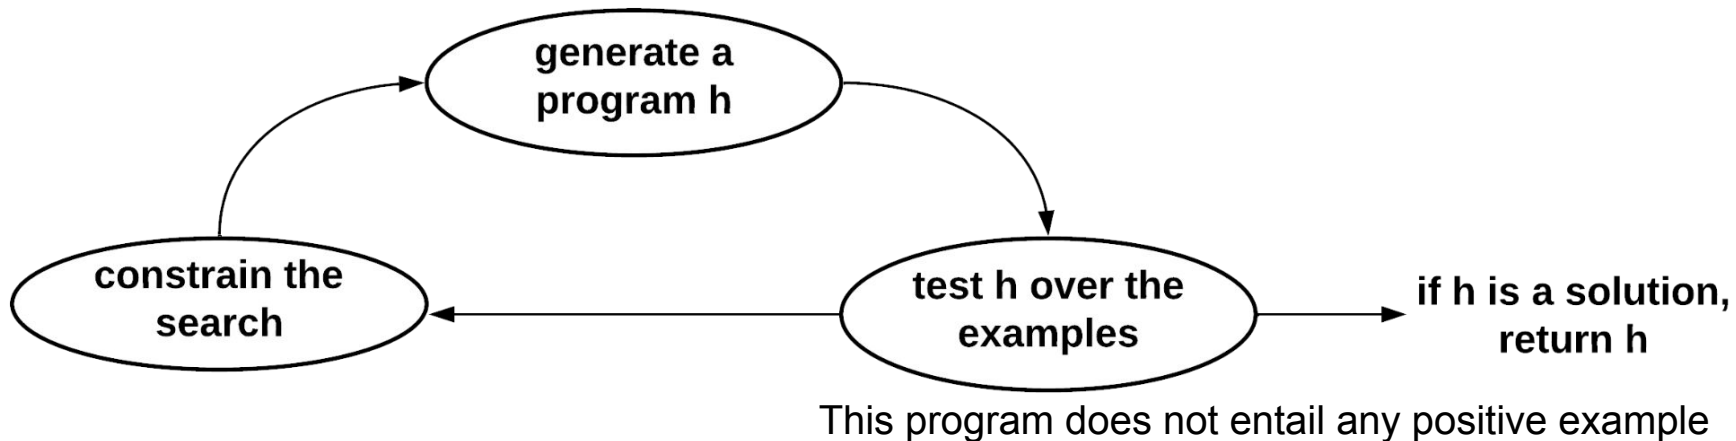 generate a
program h
constrain the
search
test h over the
examples
if h is a solution,
return h
This program does not entail any positive example